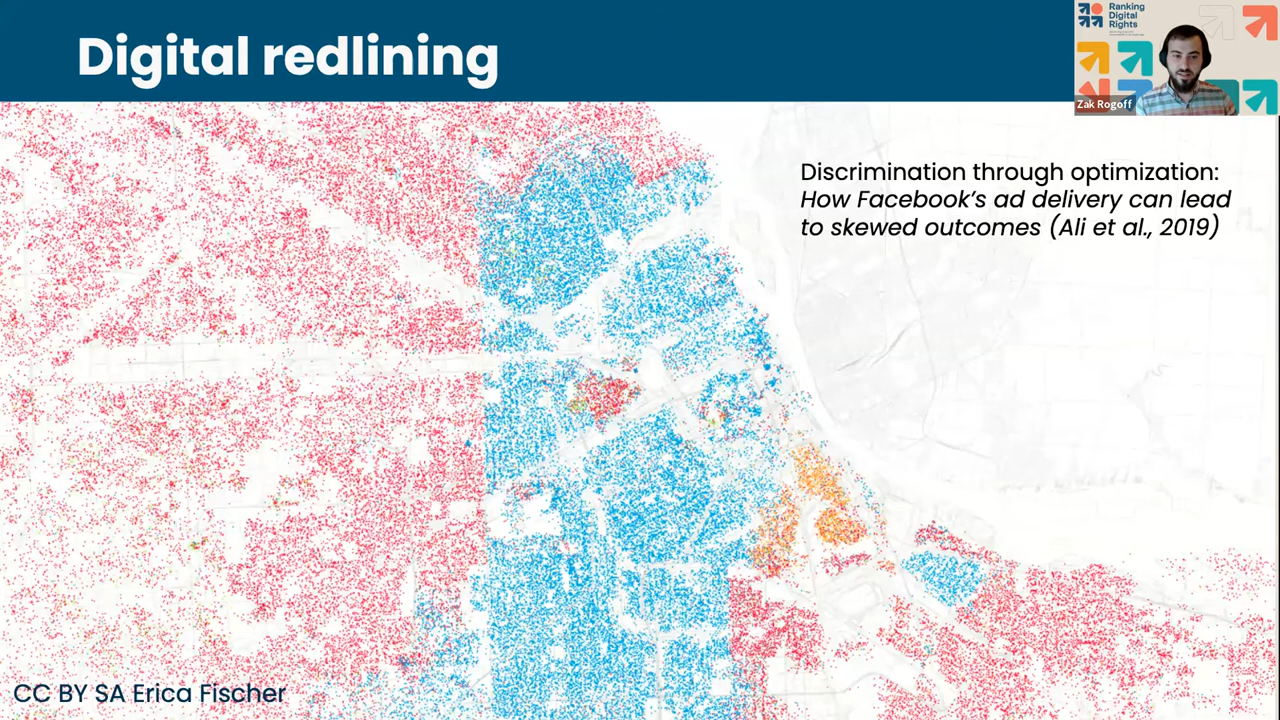 Digital redlining
Ranking
Digital
Rights
Zak Rogoff
Discrimination through optimization:
How Facebook’s ad delivery can lead
to skewed outcomes (Ali et al., 2019)
CC BY SA Erica Fischer